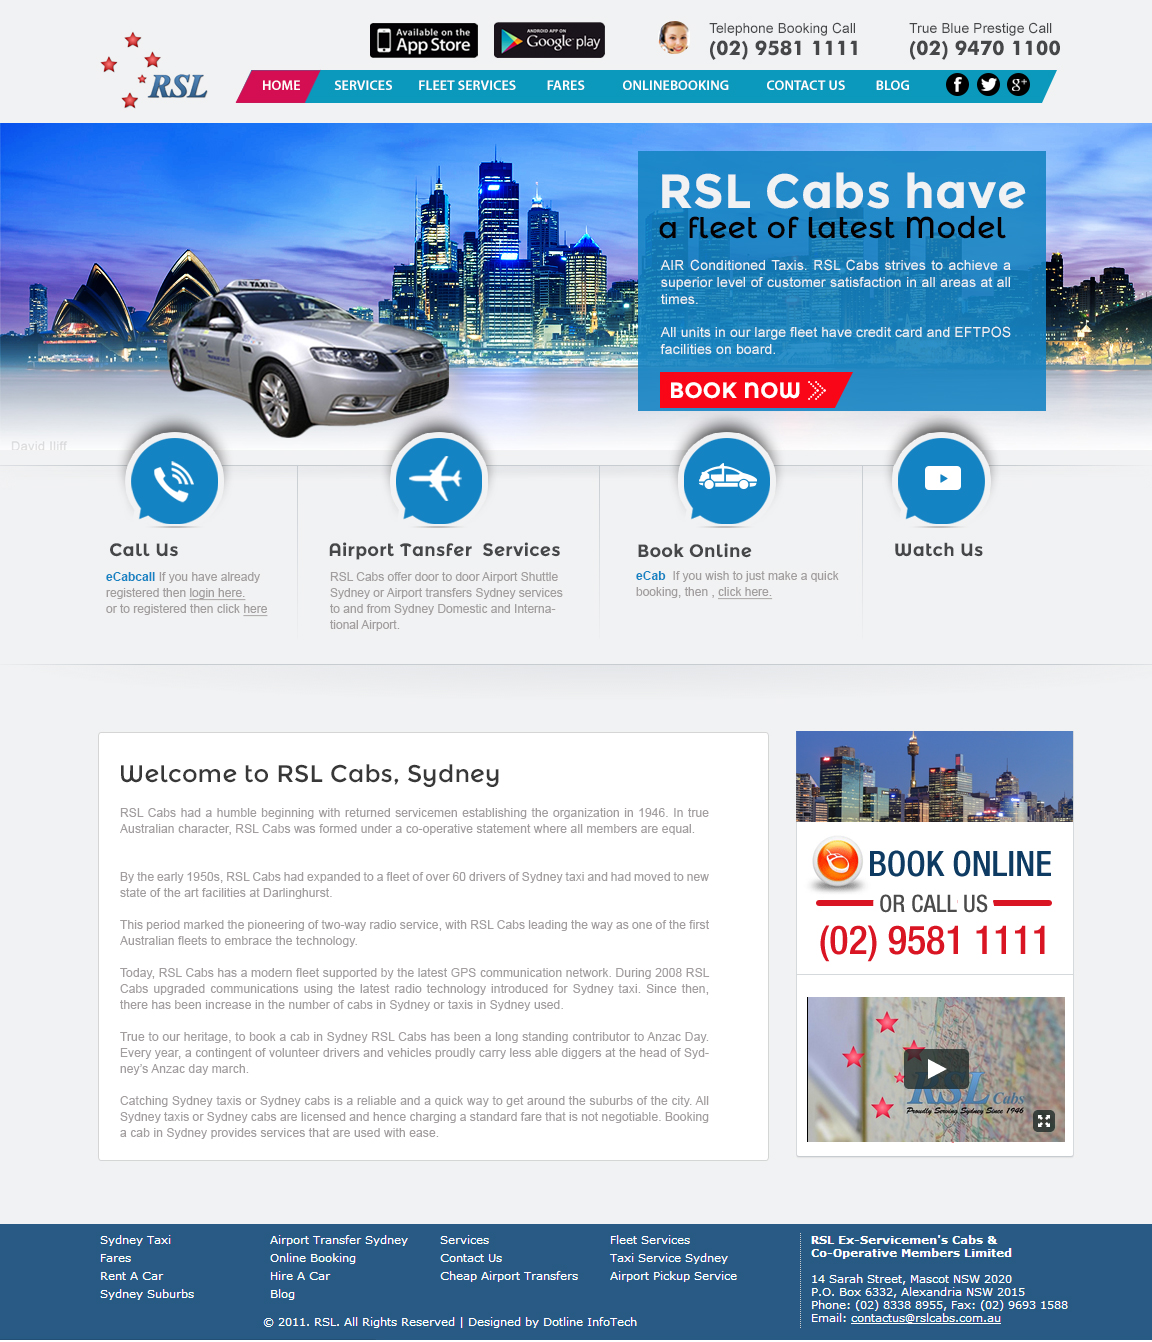 Available on the
App Store
ANDROID APP ON
Google play
Telephone Booking Call
(02) 9581 1111
True Blue Prestige Call
(02) 9470 1100
RSL
HOME SERVICES FLEET SERVICES FARES ONLINEBOOKING CONTACT US BLOG
RSL Cabs have
a fleet of latest Model
AIR Conditioned Taxis. RSL Cabs strives to achieve a
superior level of customer satisfaction in all areas at all
times.
All units in our large fleet have credit card and EFTPOS
facilities on board.
BOOK NOW
TAXI
David Iliff
Call Us
eCabcall If you have already
registered then login here.
or to registered then click here
Airport Tansfer Services
RSL Cabs offer door to door Airport Shuttle
Sydney or Airport transfers Sydney services
to and from Sydney Domestic and Interna-
tional Airport.
Book Online
eCab If you wish to just make a quick
booking, then , click here.
Watch Us
Welcome to RSL Cabs, Sydney
RSL Cabs had a humble beginning with returned servicemen establishing the organization in 1946. In true
Australian character, RSL Cabs was formed under a co-operative statement where all members are equal.
By the early 1950s, RSL Cabs had expanded to a fleet of over 60 drivers of Sydney taxi and had moved to new
state of the art facilities at Darlinghurst.
This period marked the pioneering of two-way radio service, with RSL Cabs leading the way as one of the first
Australian fleets to embrace the technology.
Today, RSL Cabs has a modern fleet supported by the latest GPS communication network. During 2008 RSL
Cabs upgraded communications using the latest radio technology introduced for Sydney taxi. Since then,
there has been increase in the number of cabs in Sydney or taxis in Sydney used.
True to our heritage, to book a cab in Sydney RSL Cabs has been a long standing contributor to Anzac Day.
Every year, a contingent of volunteer drivers and vehicles proudly carry less able diggers at the head of Syd-
ney's Anzac day march.
Catching Sydney taxis or Sydney cabs is a reliable and a quick way to get around the suburbs of the city. All
Sydney taxis or Sydney cabs are licensed and hence charging a standard fare that is not negotiable. Booking
a cab in Sydney provides services that are used with ease.
BOOK ONLINE
OR CALL US
(02) 9581 1111
RSL Cabs
Proudly Serving Sydney Since 1946
Sydney Taxi
Fares
Rent A Car
Sydney Suburbs
Airport Transfer Sydney
Online Booking
Hire A Car
Blog
Services
Contact Us
Cheap Airport Transfers
Fleet Services
Taxi Service Sydney
Airport Pickup Service
RSL Ex-Servicemen's Cabs &
Co-Operative Members Limited
14 Sarah Street, Mascot NSW 2020
P.O. Box 6332, Alexandria NSW 2015
Phone: (02) 8338 8955, Fax: (02) 9693 1588
Email: contactus@rslcabs.com.au
© 2011. RSL. All Rights Reserved | Designed by Dotline InfoTech